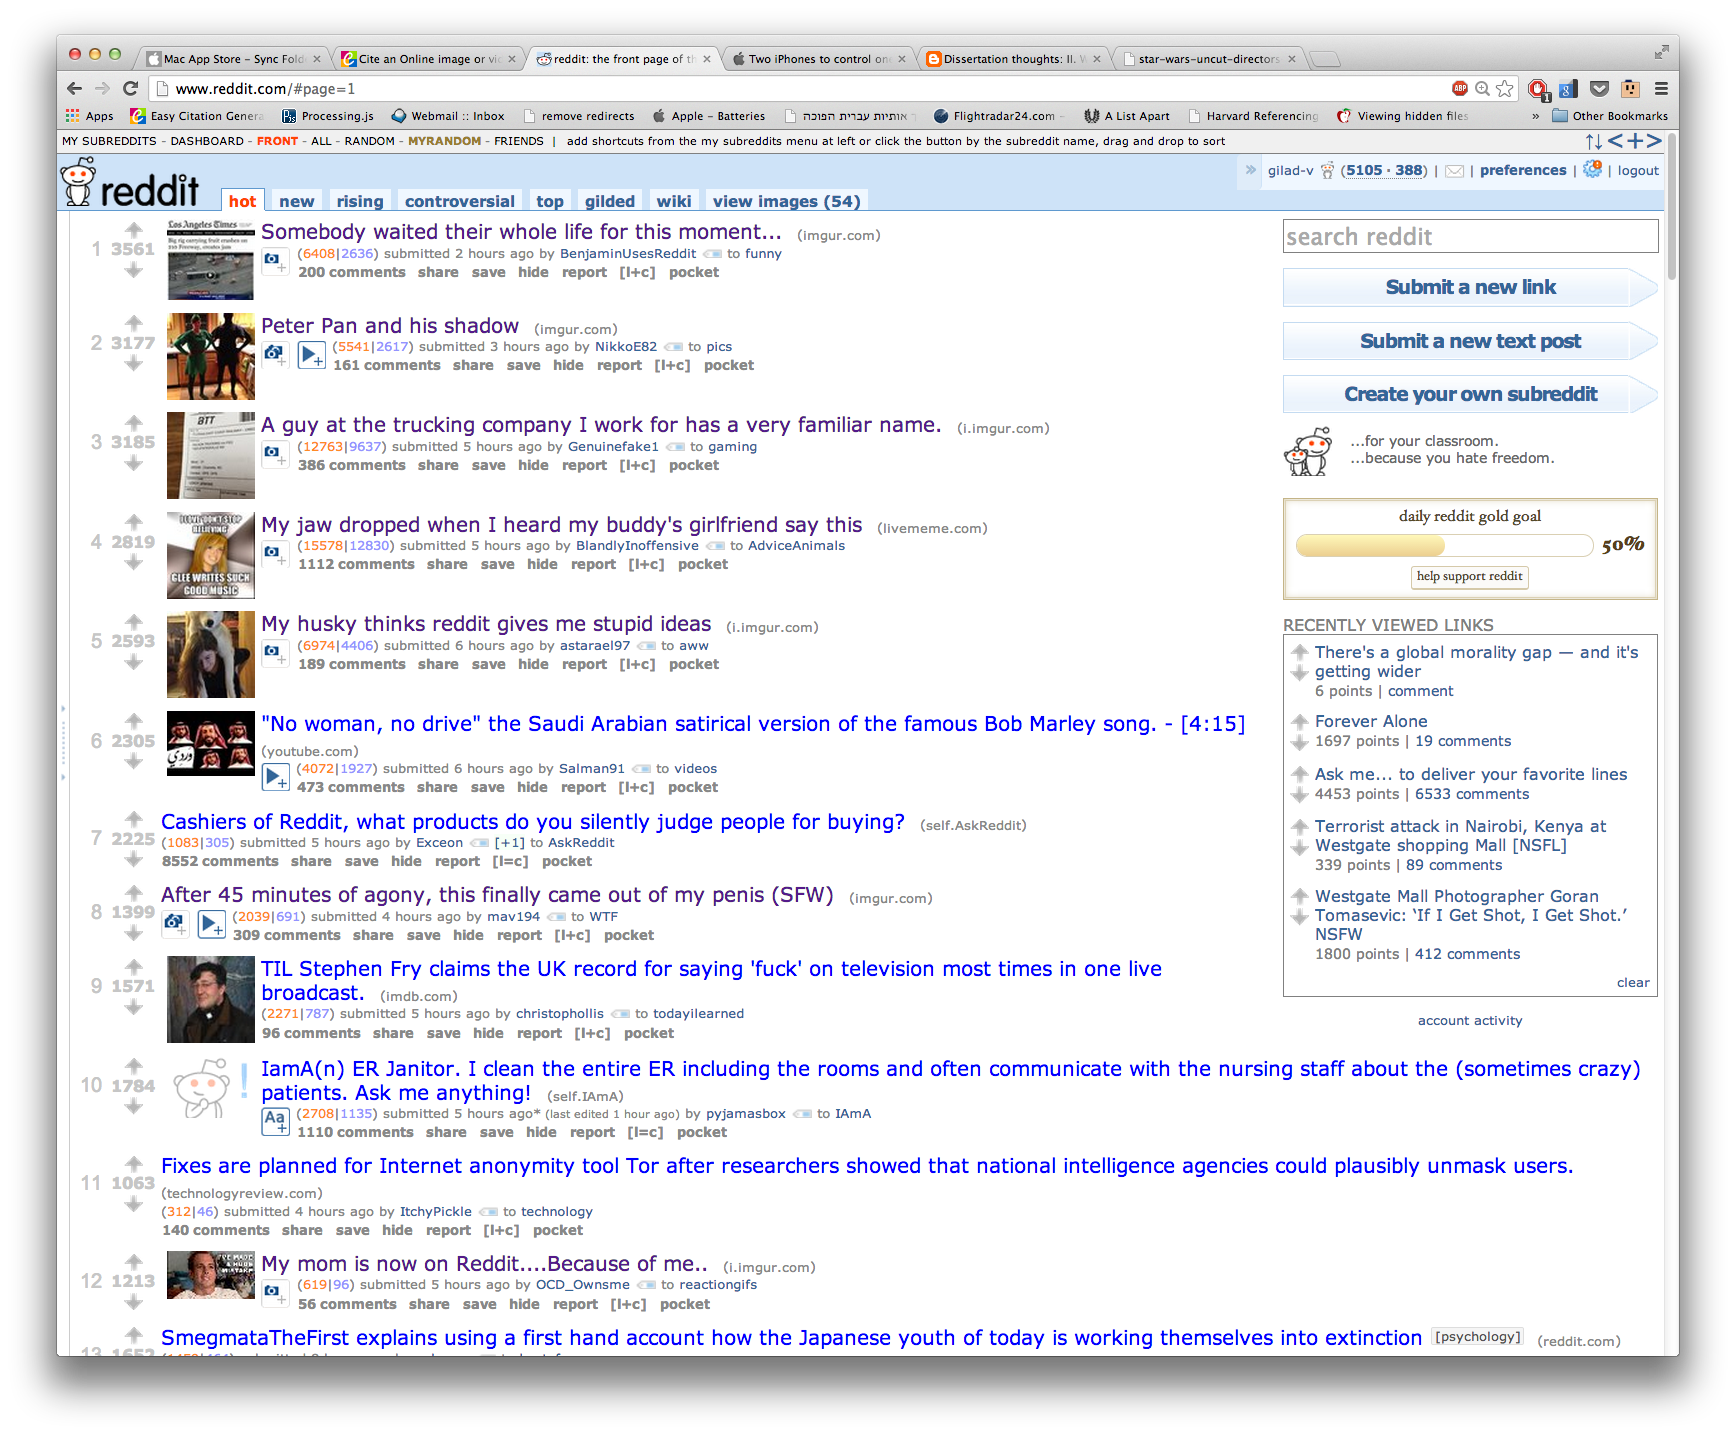 Mac App Store – Sync Fold
Cite an Online image or vi
reddit: the front page of th
Two iPhones to control one
Dissertation thoughts: II. W
star-wars-uncut-directors
www.reddit.com/#page=1
ABP
1
Apps
Easy Citation Genera
Processing.js
Webmail :: Inbox
remove redirects
Apple – Batteries
אותיות עברית הפוכה
Flightradar24.com –
A List Apart
Harvard Referencing
Viewing hidden files
»
Other Bookmarks
MY SUBREDDITS - DASHBOARD - FRONT - ALL - RANDOM - MYRANDOM - FRIENDS | add shortcuts from the my subreddits menu at left or click the button by the subreddit name, drag and drop to sort
reddit
hot
new
rising
controversial
top
gilded
wiki
view images (54)
» gilad-v (5105 · 388) | | preferences | | logout
1 3561
Los Angeles Times
Somebody waited their whole life for this moment... (imgur.com)
(6408|2636) submitted 2 hours ago by BenjaminUsesReddit to funny
200 comments share save hide report [l+c] pocket
2 3177
Peter Pan and his shadow (imgur.com)
(5541|2617) submitted 3 hours ago by NikkoE82 to pics
161 comments share save hide report [l+c] pocket
3 3185
BTT
A guy at the trucking company I work for has a very familiar name. (i.imgur.com)
(12763|9637) submitted 5 hours ago by Genuinefake1 to gaming
386 comments share save hide report [l+c] pocket
4 2819
I LOVE DON'T STOP
BELIEVING
GLEE WRITES SUCH
GOOD MUSIC
My jaw dropped when I heard my buddy's girlfriend say this (livememe.com)
(15578|12830) submitted 5 hours ago by BlandlyInoffensive to AdviceAnimals
1112 comments share save hide report [l+c] pocket
5 2593
My husky thinks reddit gives me stupid ideas (i.imgur.com)
(6974|4406) submitted 6 hours ago by astarael97 to aww
189 comments share save hide report [l+c] pocket
6 2305
"No woman, no drive" the Saudi Arabian satirical version of the famous Bob Marley song. - [4:15]
(youtube.com)
(4072|1927) submitted 6 hours ago by Salman91 to videos
473 comments share save hide report [l+c] pocket
7 2225
Cashiers of Reddit, what products do you silently judge people for buying? (self.AskReddit)
(1083|305) submitted 5 hours ago by Exceon [+1] to AskReddit
8552 comments share save hide report [l=c] pocket
8 1399
After 45 minutes of agony, this finally came out of my penis (SFW) (imgur.com)
(2039|691) submitted 4 hours ago by mav194 to WTF
309 comments share save hide report [l+c] pocket
9 1571
TIL Stephen Fry claims the UK record for saying 'fuck' on television most times in one live
broadcast. (imdb.com)
(2271|787) submitted 5 hours ago by christophollis to todayilearned
96 comments share save hide report [l+c] pocket
10 1784
!
IamA(n) ER Janitor. I clean the entire ER including the rooms and often communicate with the nursing staff about the (sometimes crazy)
patients. Ask me anything! (self.IAmA)
Aa
(2708|1135) submitted 5 hours ago* (last edited 1 hour ago) by pyjamasbox to IAmA
1110 comments share save hide report [l=c] pocket
11 1063
Fixes are planned for Internet anonymity tool Tor after researchers showed that national intelligence agencies could plausibly unmask users.
(technologyreview.com)
(312|46) submitted 4 hours ago by ItchyPickle to technology
140 comments share save hide report [l+c] pocket
12 1213
I'VE MADE
A HUGE
MISTAKE
My mom is now on Reddit....Because of me.. (i.imgur.com)
(619|96) submitted 5 hours ago by OCD_Ownsme to reactiongifs
56 comments share save hide report [l+c] pocket
SmegmataTheFirst explains using a first hand account how the Japanese youth of today is working themselves into extinction [psychology] (reddit.com)
search reddit
Submit a new link
Submit a new text post
Create your own subreddit
...for your classroom.
...because you hate freedom.
daily reddit gold goal
50%
help support reddit
RECENTLY VIEWED LINKS
There's a global morality gap — and it's
getting wider
6 points | comment
Forever Alone
1697 points | 19 comments
Ask me... to deliver your favorite lines
4453 points | 6533 comments
Terrorist attack in Nairobi, Kenya at
Westgate shopping Mall [NSFL]
339 points | 89 comments
Westgate Mall Photographer Goran
Tomasevic: ‘If I Get Shot, I Get Shot.’
NSFW
1800 points | 412 comments
clear
account activity